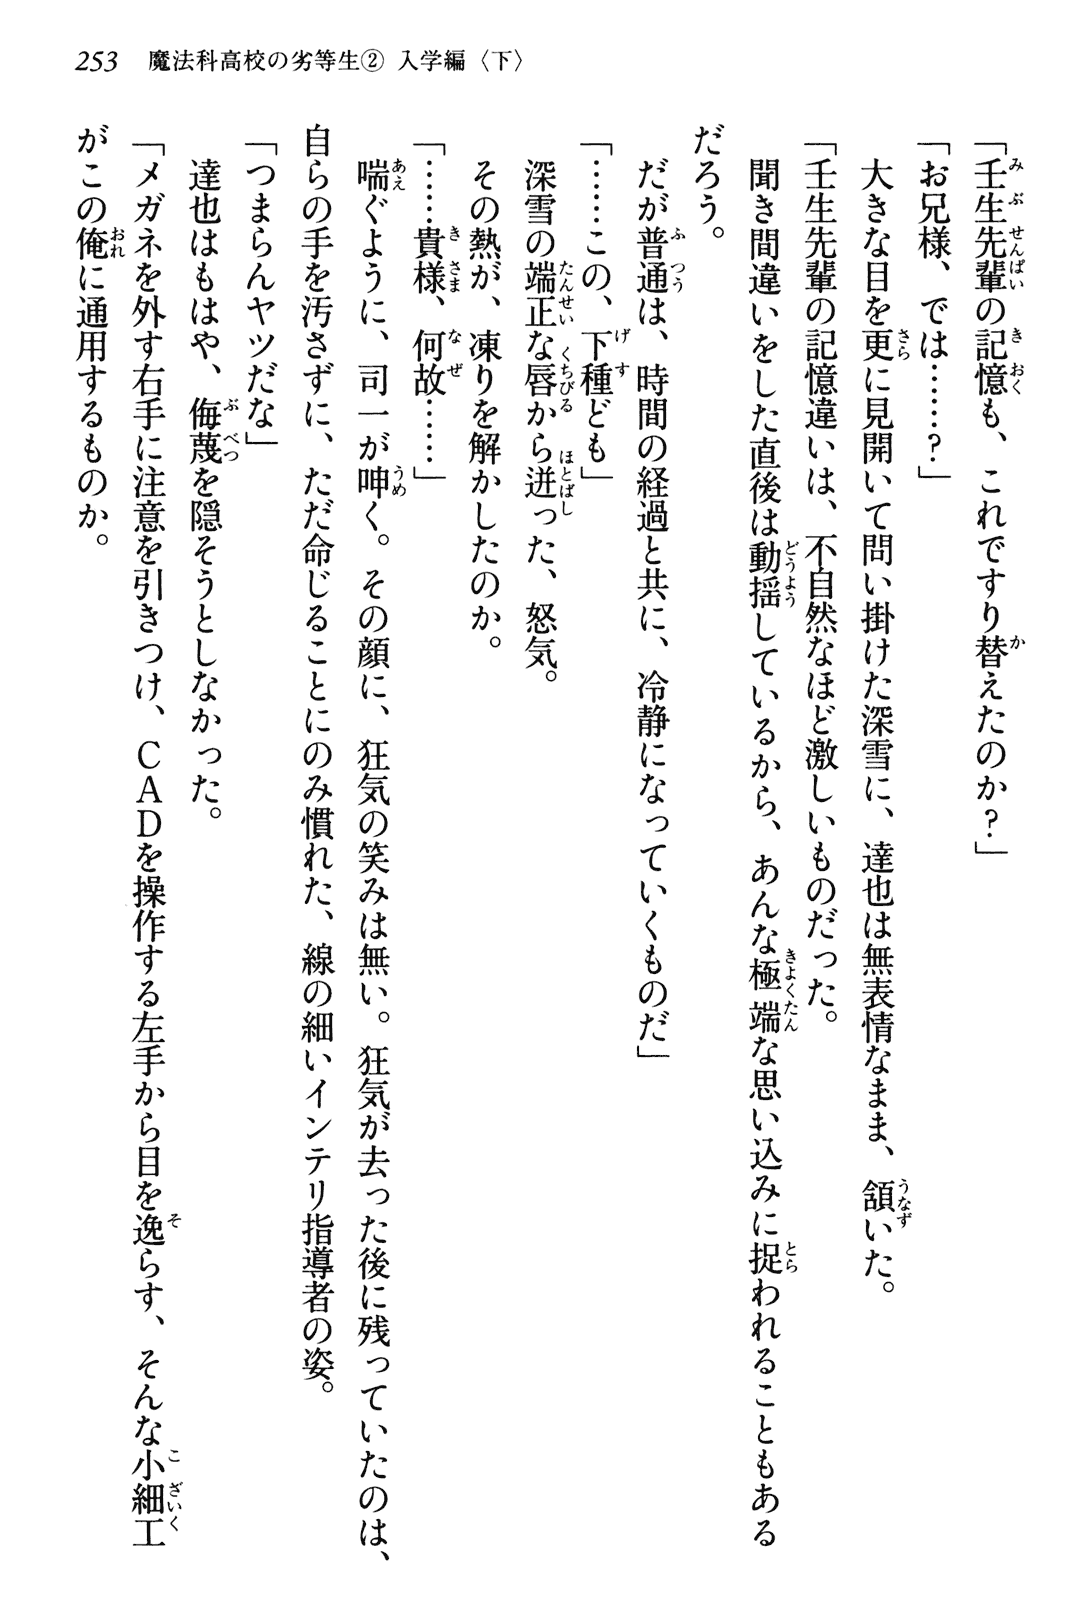 253 魔法科高校の劣等生② 入学編〈下〉
「壬生先輩の記憶も、これですり替えたのか?」
「お兄様、では……?」
大きな目を更に見開いて問い掛けた深雪に、達也は無表情なまま、頷いた。
「壬生先輩の記憶違いは、不自然なほど激しいものだった。
聞き間違いをした直後は動揺しているから、あんな極端な思い込みに捉われることもある
だろう。
だが普通は、時間の経過と共に、冷静になっていくものだ」
「……この、下種ども」
深雪の端正な唇から迸った、怒気。
その熱が、凍りを解かしたのか。
「……貴様、何故……」
喘ぐように、司一が呻く。その顔に、狂気の笑みは無い。狂気が去った後に残っていたのは、
自らの手を汚さずに、ただ命じることにのみ慣れた、線の細いインテリ指導者の姿。
「つまらんヤツだな」
達也はもはや、侮蔑を隠そうとしなかった。
「メガネを外す右手に注意を引きつけ、CADを操作する左手から目を逸らす、そんな小細工
がこの俺に通用するものか。